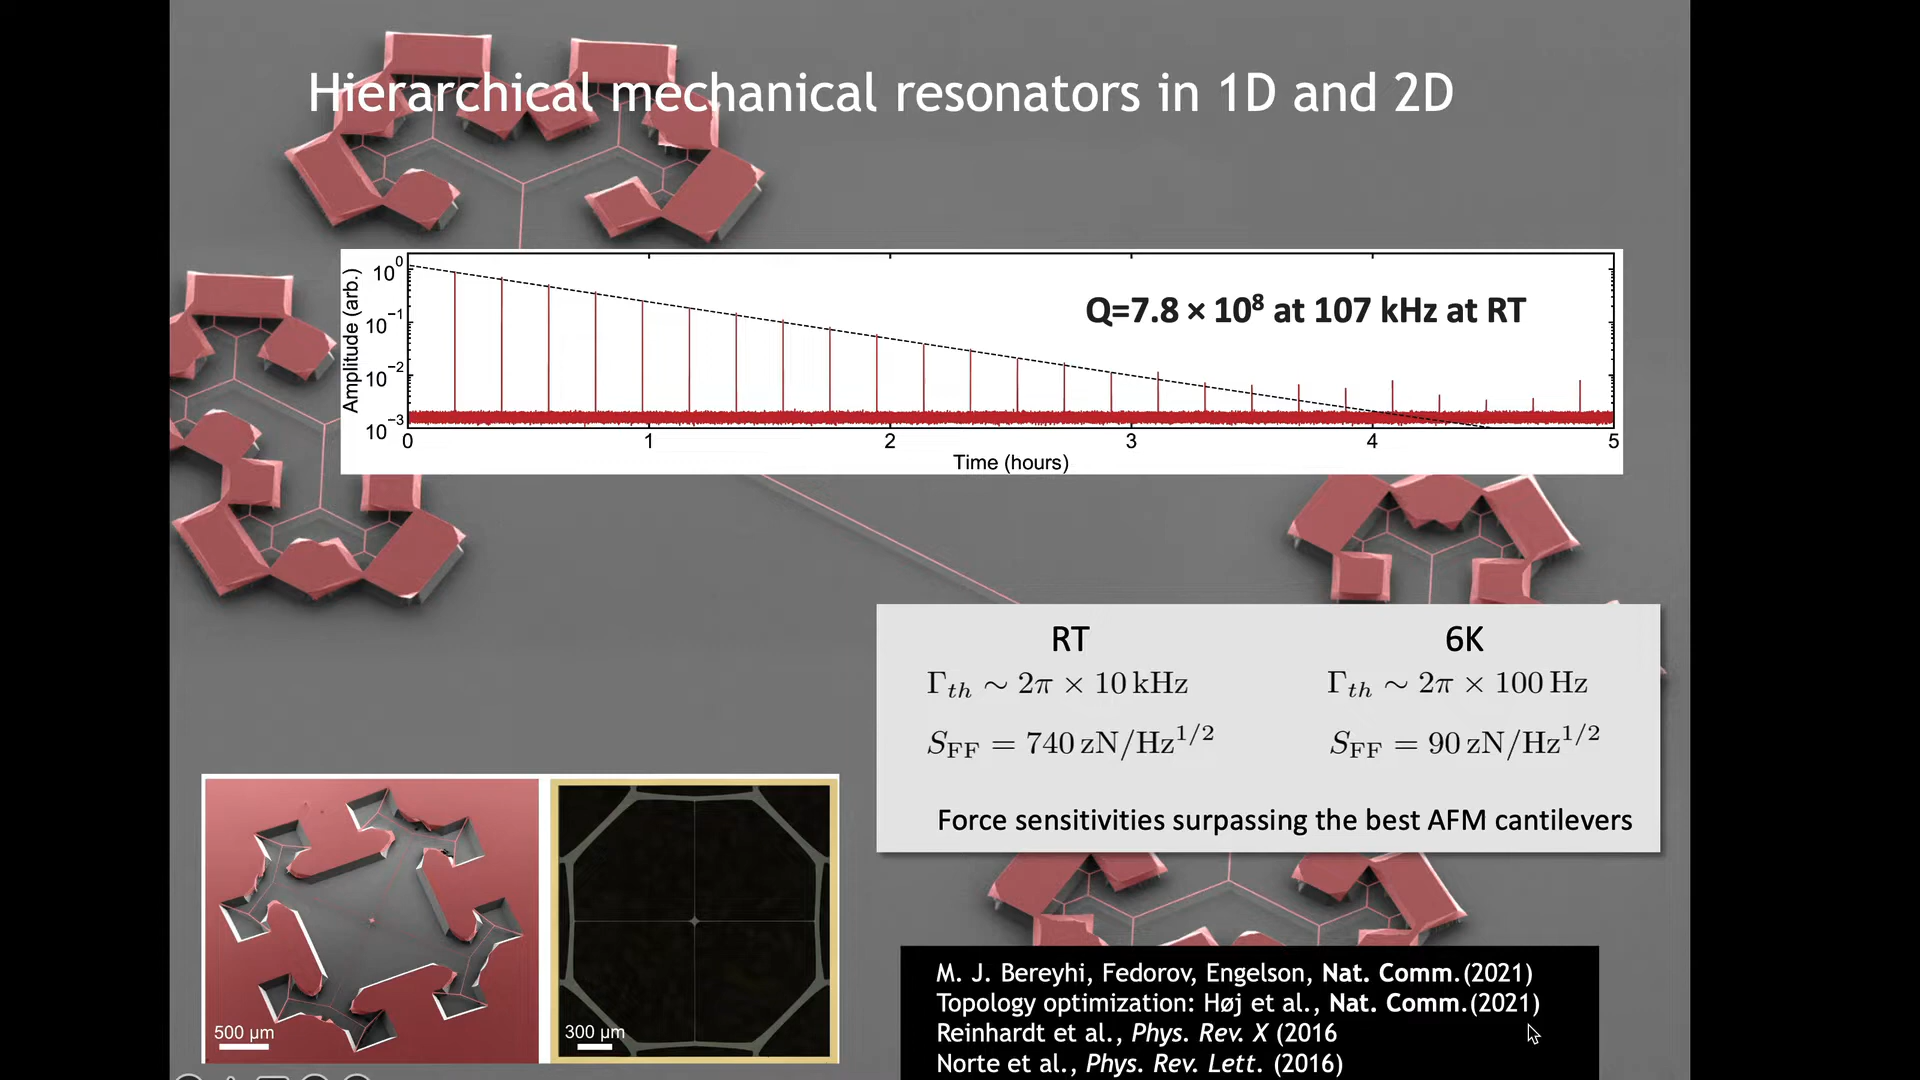 Hierarchical mechanical resonators in 1D and 2D
Amplitude (arb.)
10⁰
10⁻¹
10⁻²
10⁻³
Q=7.8 × 10⁸ at 107 kHz at RT
0 1 2 3 4 5
Time (hours)
RT 6K
Γ_th ∼ 2π × 10 kHz Γ_th ∼ 2π × 100 Hz
S_FF = 740 zN/Hz^1/2 S_FF = 90 zN/Hz^1/2
Force sensitivities surpassing the best AFM cantilevers
500 µm
300 µm
M. J. Bereyhi, Fedorov, Engelson, Nat. Comm.(2021)
Topology optimization: Høj et al., Nat. Comm.(2021)
Reinhardt et al., Phys. Rev. X (2016
Norte et al., Phys. Rev. Lett. (2016)